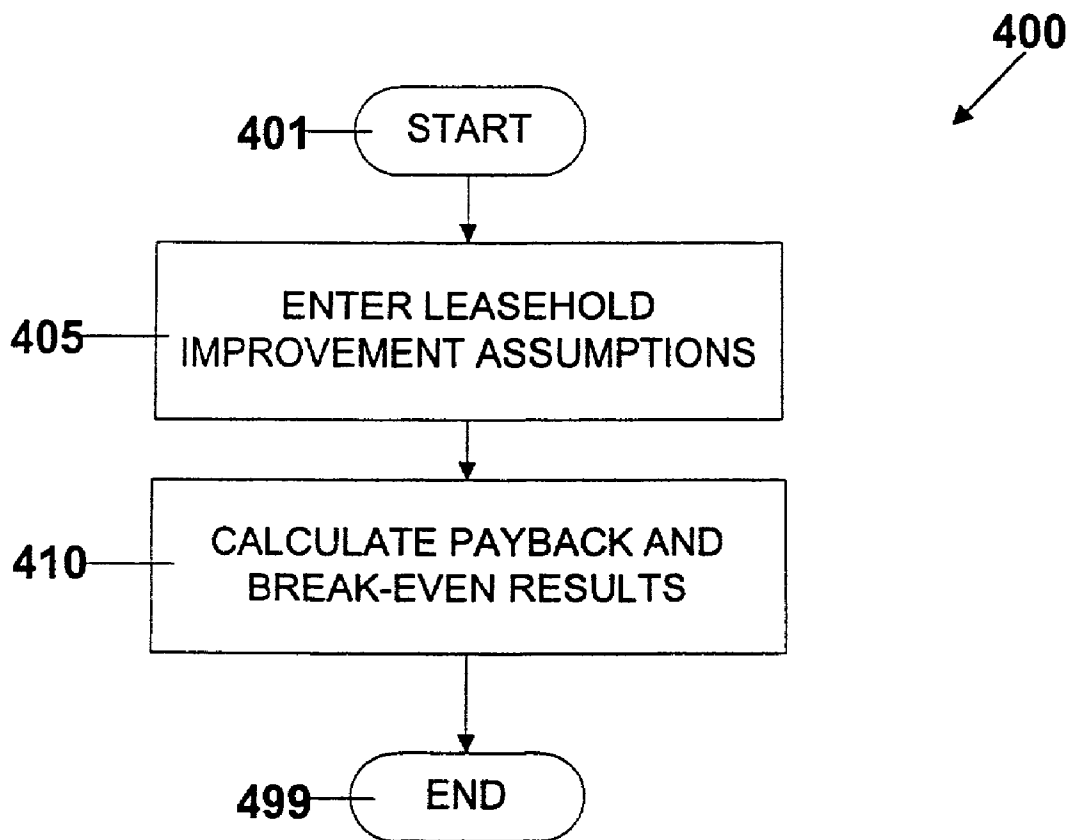 400
401 START
405
ENTER LEASEHOLD
IMPROVEMENT ASSUMPTIONS
410
CALCULATE PAYBACK AND
BREAK-EVEN RESULTS
499 END